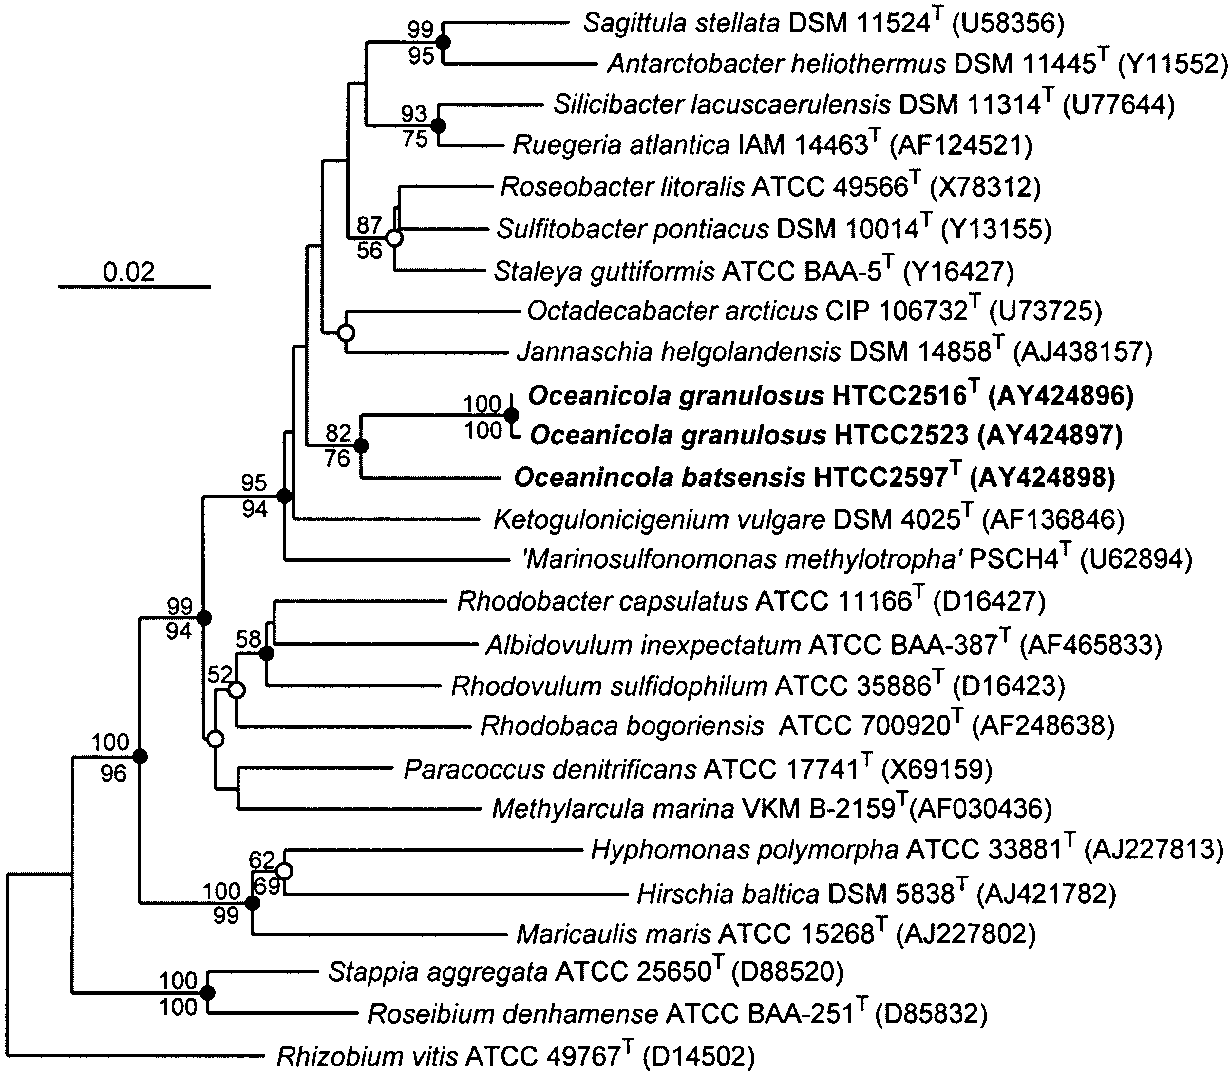 99
95
Sagittula stellata DSM 11524T (U58356)
Antarctobacter heliothermus DSM 11445T (Y11552)
93
75
Silicibacter lacuscaerulensis DSM 11314T (U77644)
Ruegeria atlantica IAM 14463T (AF124521)
Roseobacter litoralis ATCC 49566T (X78312)
87
56
Sulfitobacter pontiacus DSM 10014T (Y13155)
Staleya guttiformis ATCC BAA-5T (Y16427)
0.02
Octadecabacter arcticus CIP 106732T (U73725)
Jannaschia helgolandensis DSM 14858T (AJ438157)
100
100
Oceanicola granulosus HTCC2516T (AY424896)
Oceanicola granulosus HTCC2523 (AY424897)
82
76
Oceanincola batsensis HTCC2597T (AY424898)
95
94
Ketogulonicigenium vulgare DSM 4025T (AF136846)
'Marinosulfonomonas methylotropha' PSCH4T (U62894)
99
94
Rhodobacter capsulatus ATCC 11166T (D16427)
58
Albidovulum inexpectatum ATCC BAA-387T (AF465833)
52
Rhodovulum sulfidophilum ATCC 35886T (D16423)
Rhodobaca bogoriensis ATCC 700920T (AF248638)
100
96
Paracoccus denitrificans ATCC 17741T (X69159)
Methylarcula marina VKM B-2159T(AF030436)
62
69
Hyphomonas polymorpha ATCC 33881T (AJ227813)
100
99
Hirschia baltica DSM 5838T (AJ421782)
Maricaulis maris ATCC 15268T (AJ227802)
100
100
Stappia aggregata ATCC 25650T (D88520)
Roseibium denhamense ATCC BAA-251T (D85832)
Rhizobium vitis ATCC 49767T (D14502)